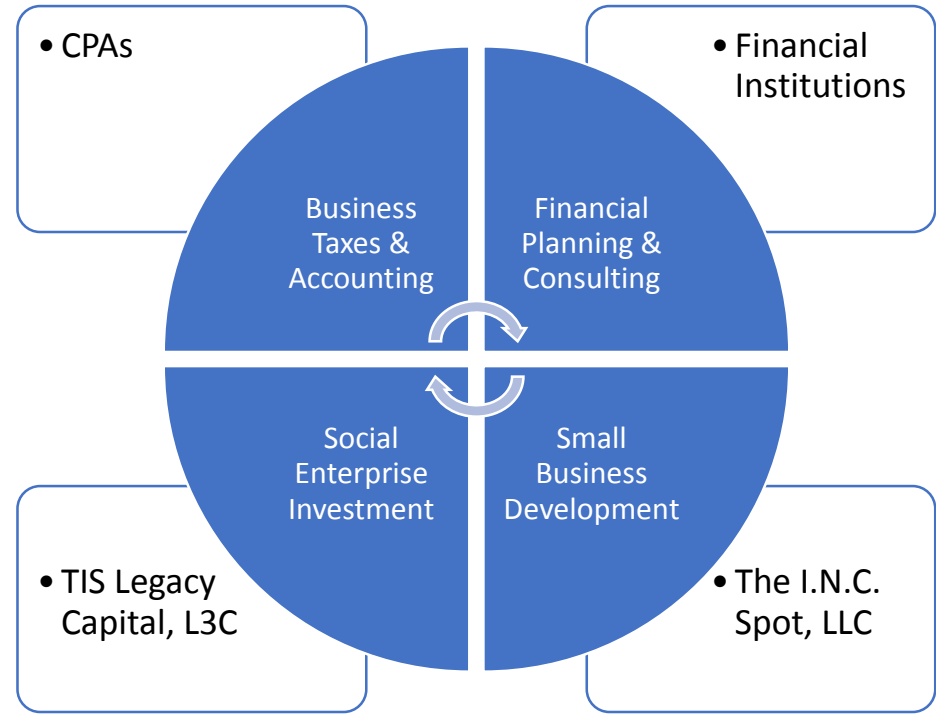 • CPAs
• Financial
Institutions
Business
Taxes &
Accounting
Financial
Planning &
Consulting
Social
Enterprise
Investment
Small
Business
Development
• TIS Legacy
Capital, L3C
• The I.N.C.
Spot, LLC